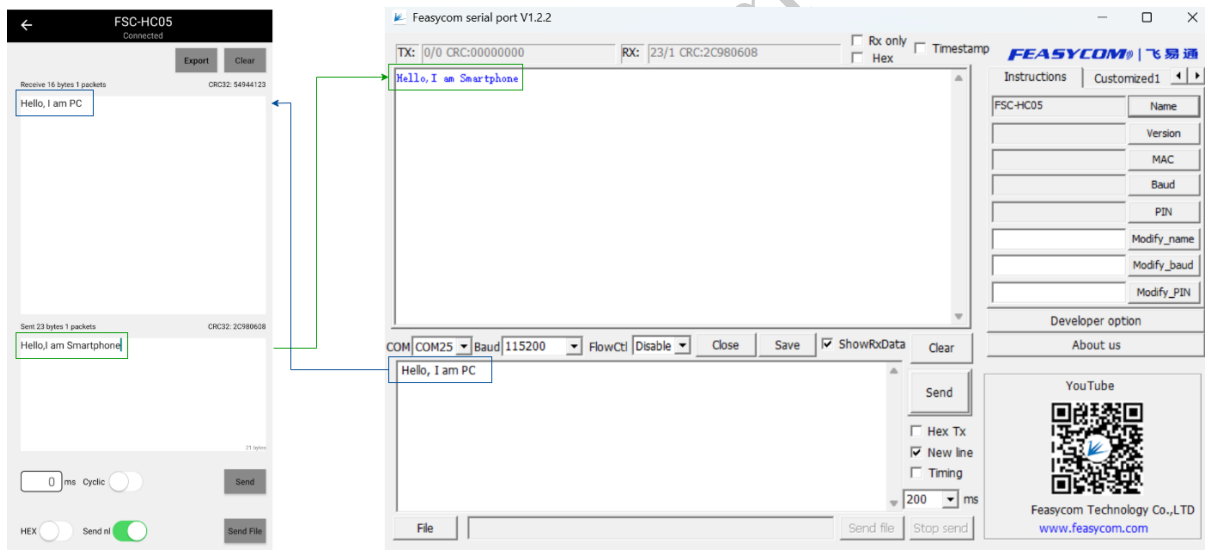 FSC-HC05
Connected
Export
Clear
Receive 16 bytes 1 packets
CRC32: 54944123
Hello, I am PC
Sent 23 bytes 1 packets
CRC32: 2C980608
Hello,I am Smartphone
21 bytes
0 ms
Cyclic
Send
HEX
Send nl
Send File
Feasycom serial port V1.2.2
TX: 0/0 CRC:00000000
RX: 23/1 CRC:2C980608
Rx only
Hex
Timestamp
Hello,I am Smartphone
COM COM25 Baud 115200 FlowCtl Disable Close Save ShowRxData Clear
Hello, I am PC
Send
Hex Tx
New line
Timing
200 ms
File
Send file
Stop send
FEASYCOM | 飞易通
Instructions
Customized1
FSC-HC05
Name
Version
MAC
Baud
PIN
Modify_name
Modify_baud
Modify_PIN
Developer option
About us
YouTube
Feasycom Technology Co.,LTD
www.feasycom.com